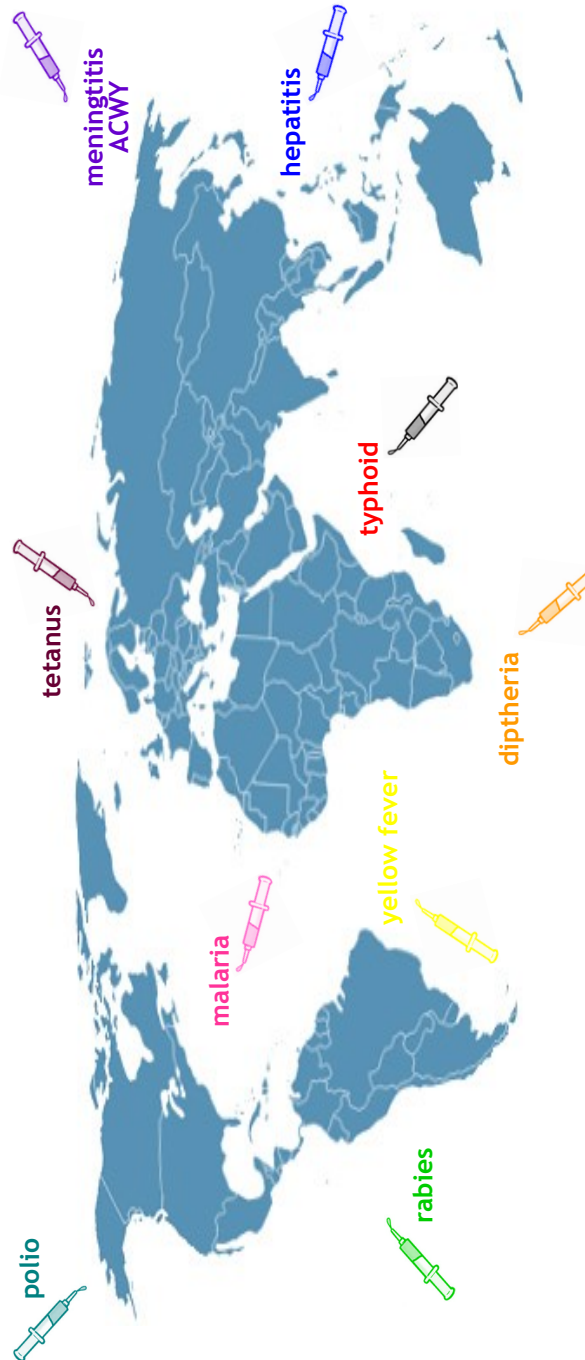 polio
tetanus
meningtitis
ACWY
malaria
hepatitis
rabies
yellow fever
typhoid
diptheria